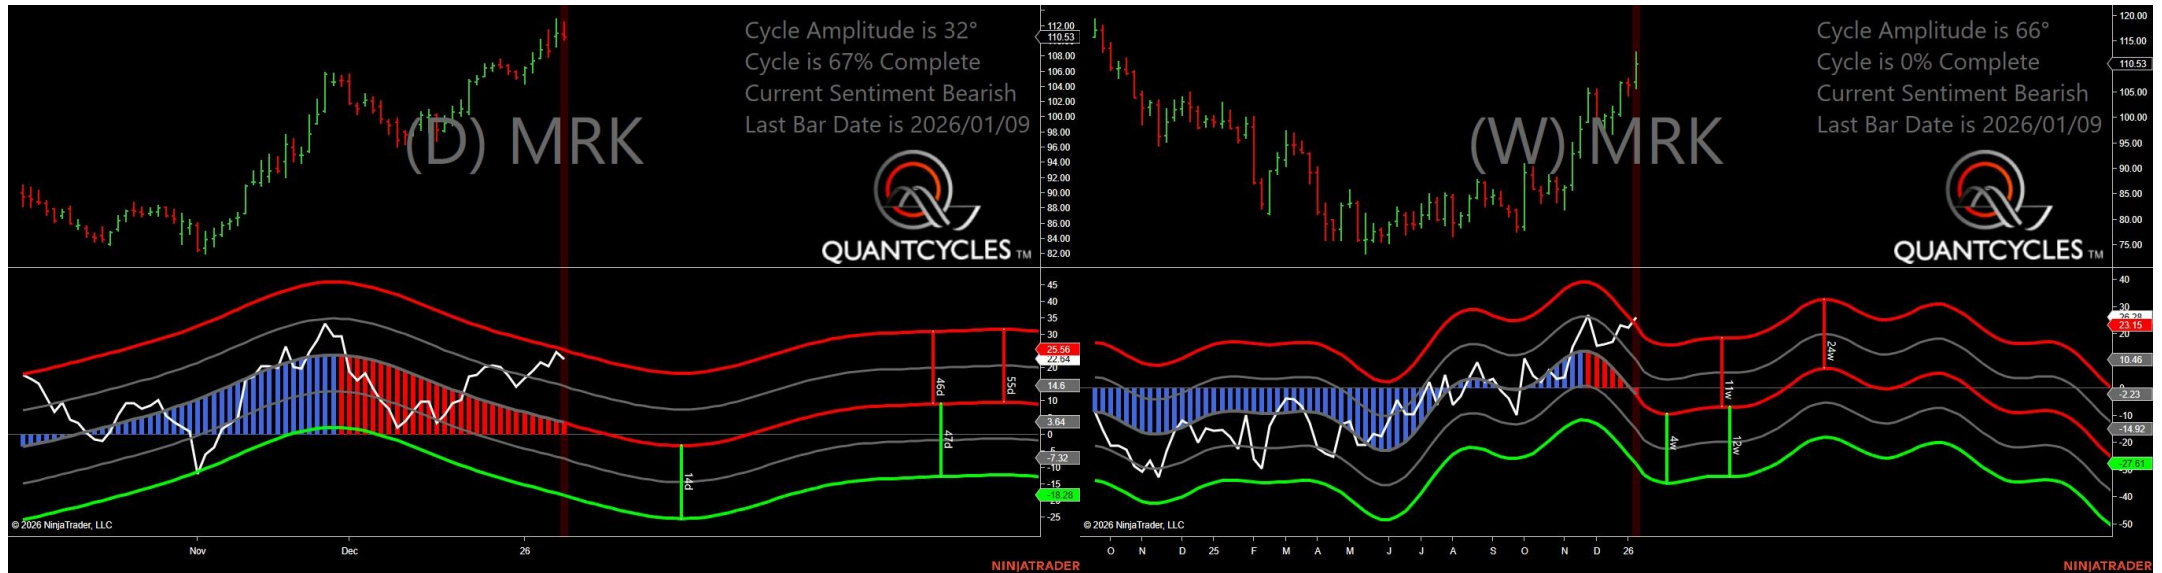 Cycle Amplitude is 32°
Cycle is 67% Complete
Current Sentiment Bearish
Last Bar Date is 2026/01/09
(D) MRK
QUANTCYCLES TM
112.00
110.53
108.00
106.00
104.00
102.00
100.00
98.00
96.00
94.00
92.00
90.00
88.00
86.00
84.00
82.00
45
40
35
30
25.56
22.64
20
14.6
10
3.64
0
-7.32
-10
-15
-18.28
-25
46d
55d
47d
14d
© 2026 NinjaTrader, LLC
Nov
Dec
26
NINJATRADER
Cycle Amplitude is 66°
Cycle is 0% Complete
Current Sentiment Bearish
Last Bar Date is 2026/01/09
(W) MRK
QUANTCYCLES TM
120.00
115.00
110.53
105.00
100.00
95.00
90.00
85.00
80.00
75.00
40
30
26.28
23.15
20
10.46
0
-2.23
-10
-14.92
-20
-27.61
-40
-50
24w
11w
4w
12w
© 2026 NinjaTrader, LLC
O
N
D
25
F
M
A
M
J
J
A
S
O
N
D
26
NINJATRADER